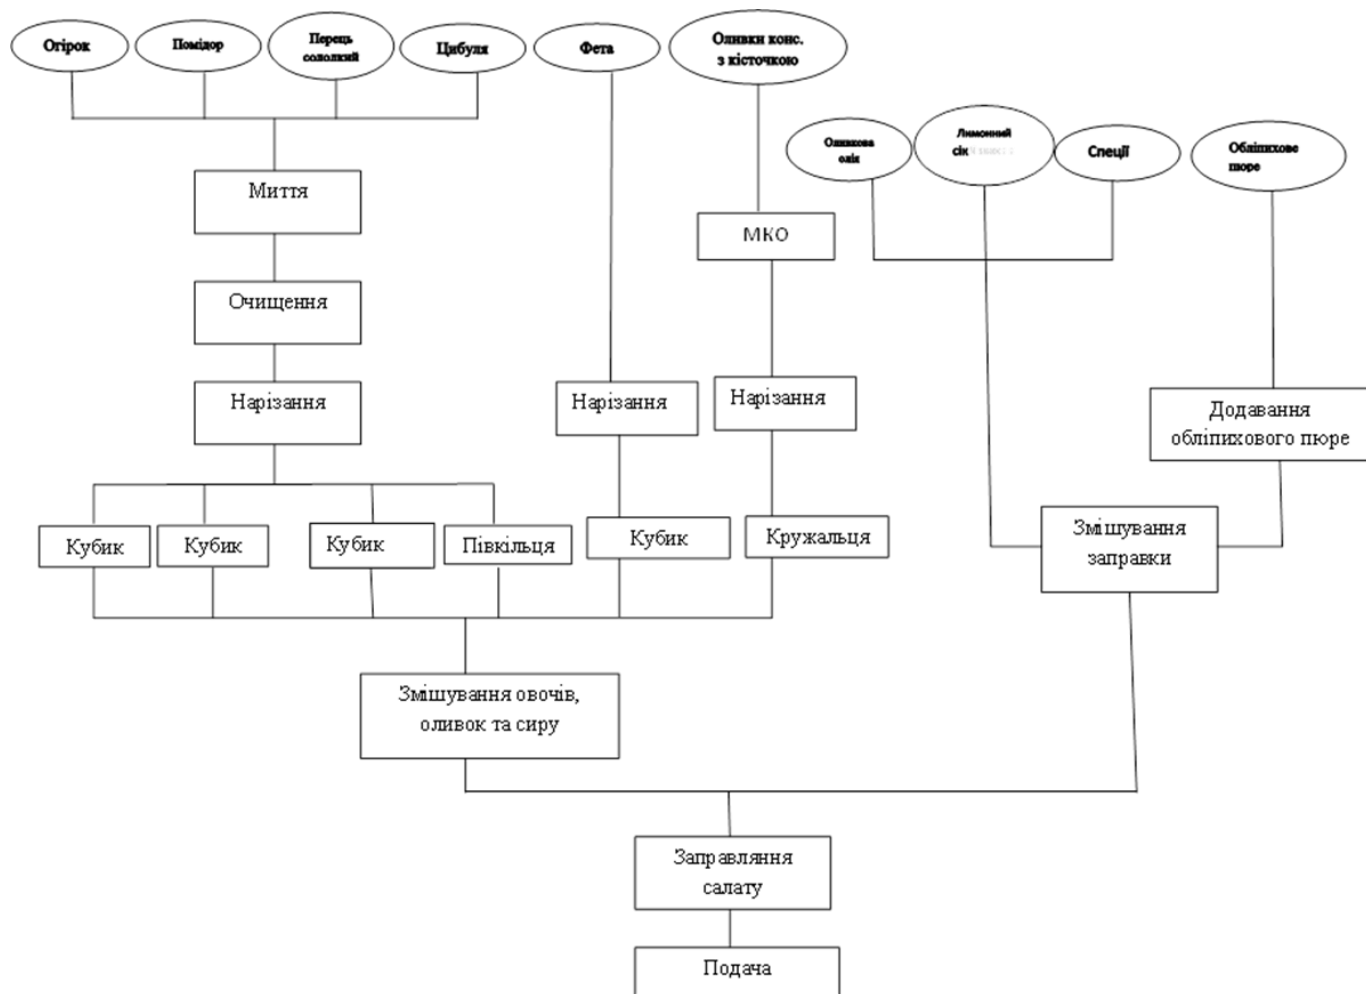 Огірок
Помідор
Перець
солодкий
Цибуля
Фета
Оливки конс.
з кісточкою
Оливкова
олія
Лимонний
сік
Спеції
Обліпихове
пюре
Миття
МКО
Очищення
Нарізання
Нарізання
Нарізання
Додавання
обліпихового пюре
Кубик
Кубик
Кубик
Півкільця
Кубик
Кружальця
Змішування
заправки
Змішування овочів,
оливок та сиру
Заправляння
салату
Подача